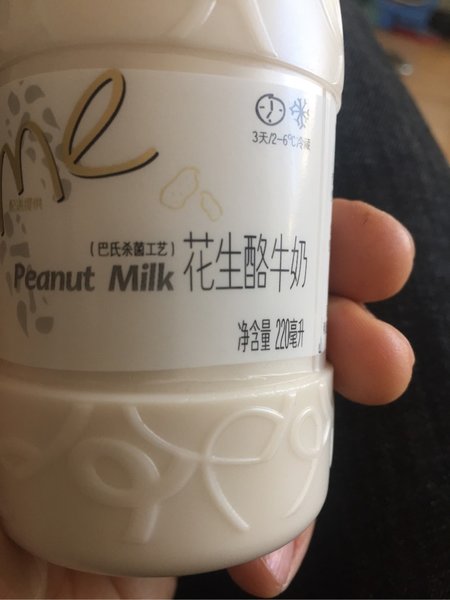 me
3天/2~6℃冷藏
(巴氏杀菌工艺)
Peanut Milk 花生酪牛奶
净含量 220毫升